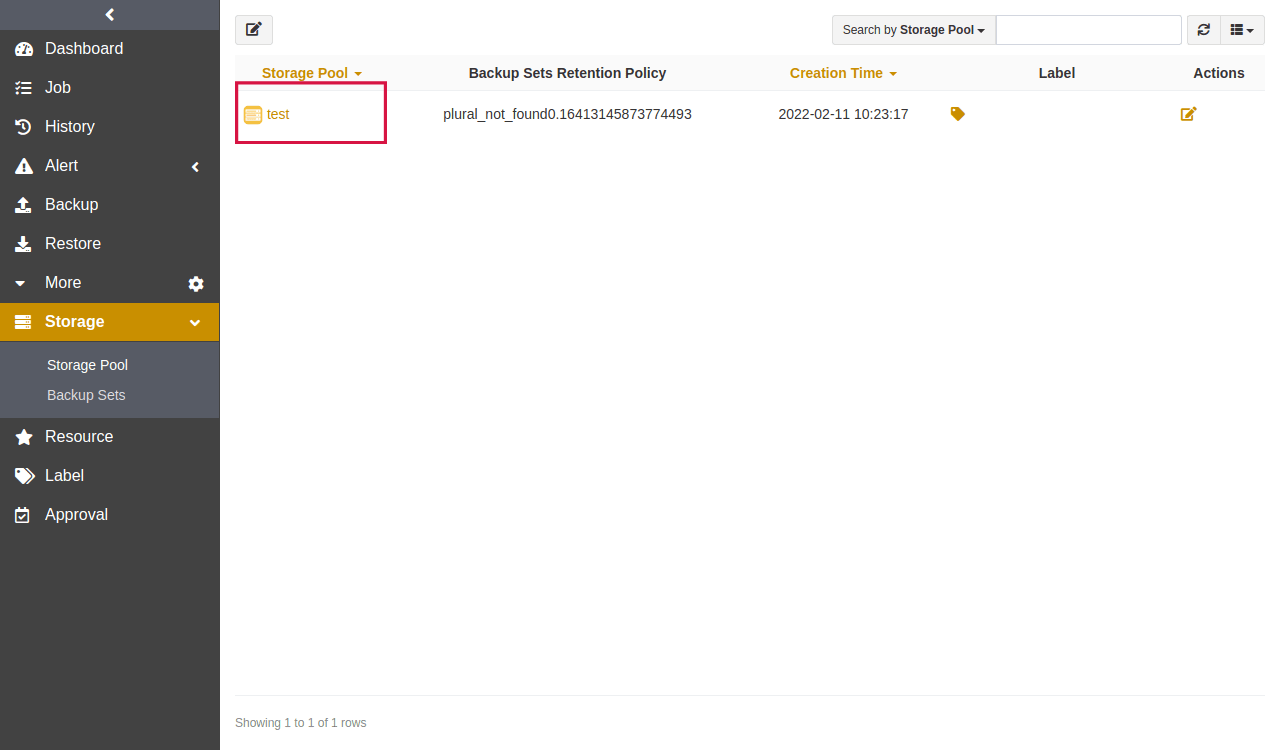 Dashboard
Job
History
Alert
Backup
Restore
More
Storage
Storage Pool
Backup Sets
Resource
Label
Approval
Search by Storage Pool
Storage Pool Backup Sets Retention Policy Creation Time Label Actions
test plural_not_found0.16413145873774493 2022-02-11 10:23:17
Showing 1 to 1 of 1 rows